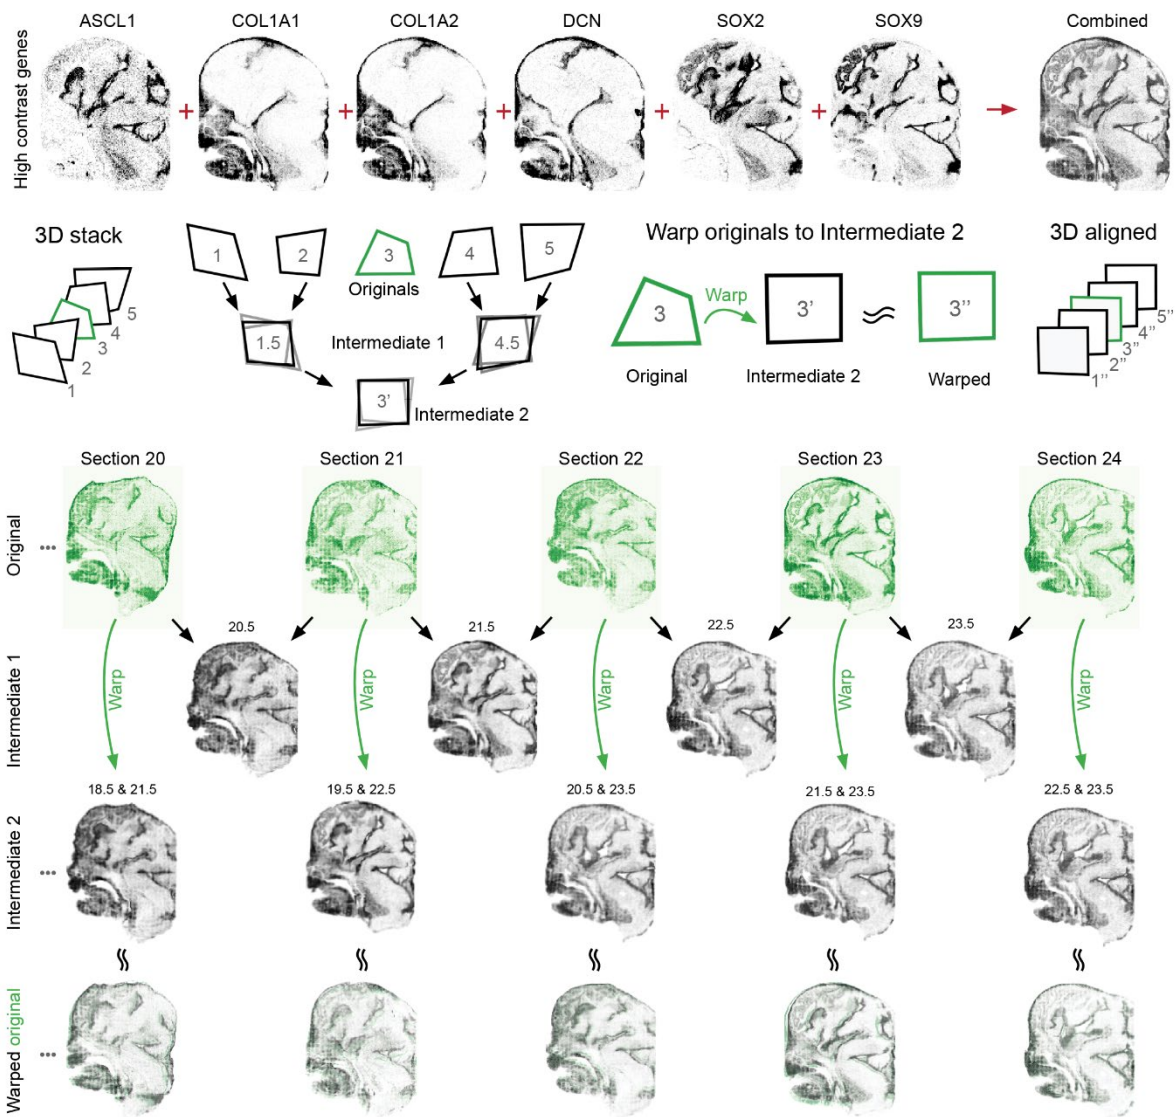 ASCL1 COL1A1 COL1A2 DCN SOX2 SOX9 Combined
High contrast genes
+ + + + +
3D stack
1 2 3 4 5
Originals
1 2 3 4 5
1.5 Intermediate 1 4.5
3’ Intermediate 2
Warp originals to Intermediate 2
3 Warp 3’ 3’’
Original Intermediate 2 Warped
3D aligned
1’’ 2’’ 3’’ 4’’ 5’’
Section 20 Section 21 Section 22 Section 23 Section 24
Original
...
20.5 21.5 22.5 23.5
Intermediate 1
Warp Warp Warp Warp Warp
18.5 & 21.5 19.5 & 22.5 20.5 & 23.5 21.5 & 23.5 22.5 & 23.5
Intermediate 2
...
Warped original
...